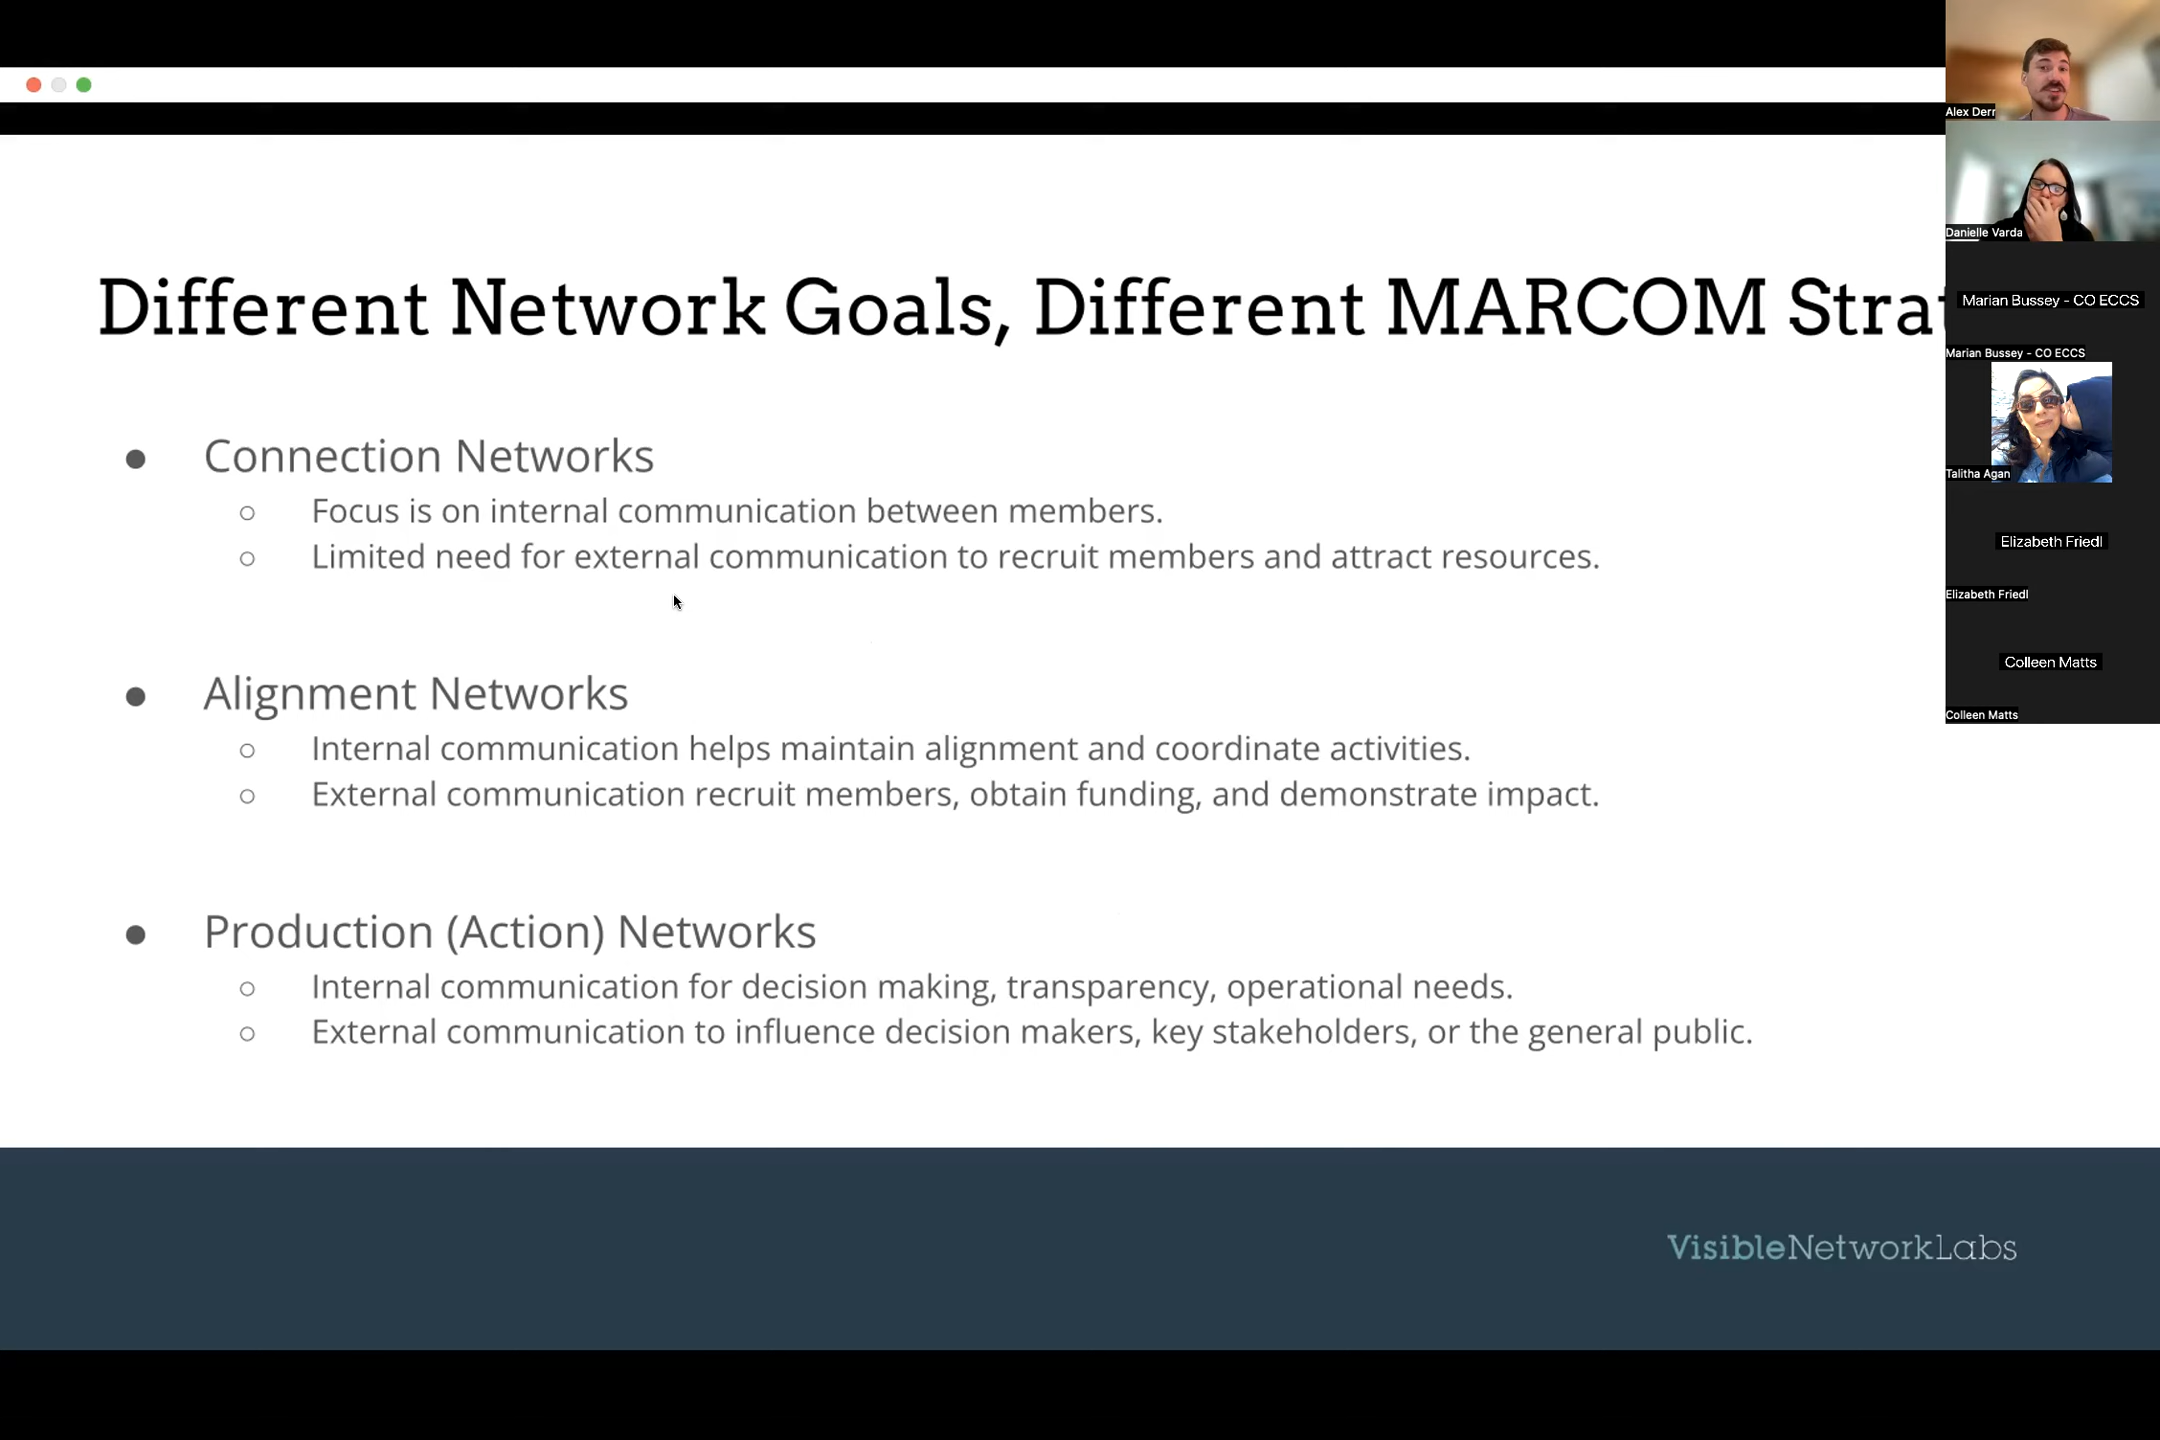 Different Network Goals, Different MARCOM Strat
Connection Networks
Focus is on internal communication between members.
Limited need for external communication to recruit members and attract resources.
Alignment Networks
Internal communication helps maintain alignment and coordinate activities.
External communication recruit members, obtain funding, and demonstrate impact.
Production (Action) Networks
Internal communication for decision making, transparency, operational needs.
External communication to influence decision makers, key stakeholders, or the general public.
VisibleNetworkLabs
Alex Derr
Danielle Varda
Marian Bussey - CO ECCS
Marian Bussey - CO ECCS
Talitha Agan
Elizabeth Friedl
Elizabeth Friedl
Colleen Matts
Colleen Matts